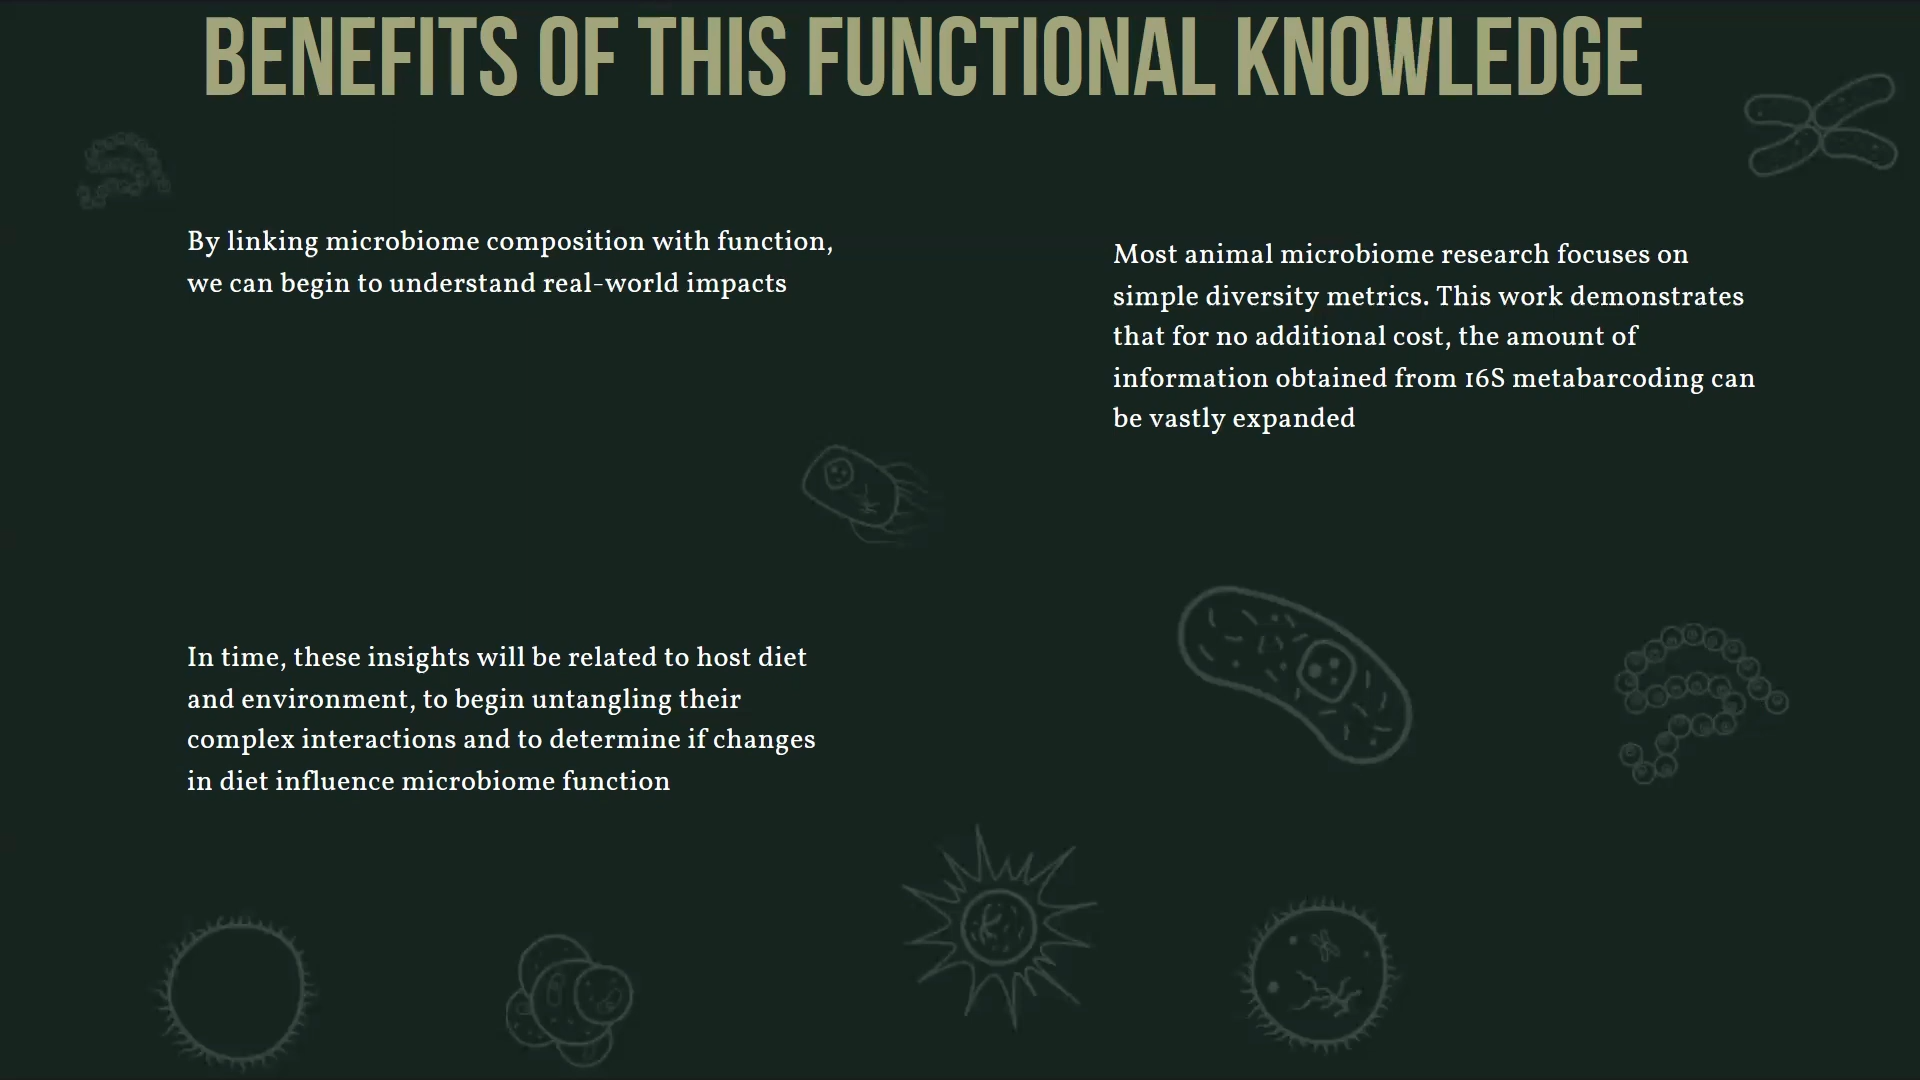 BENEFITS OF THIS FUNCTIONAL KNOWLEDGE
By linking microbiome composition with function,
we can begin to understand real-world impacts
Most animal microbiome research focuses on
simple diversity metrics. This work demonstrates
that for no additional cost, the amount of
information obtained from 16S metabarcoding can
be vastly expanded
In time, these insights will be related to host diet
and environment, to begin untangling their
complex interactions and to determine if changes
in diet influence microbiome function